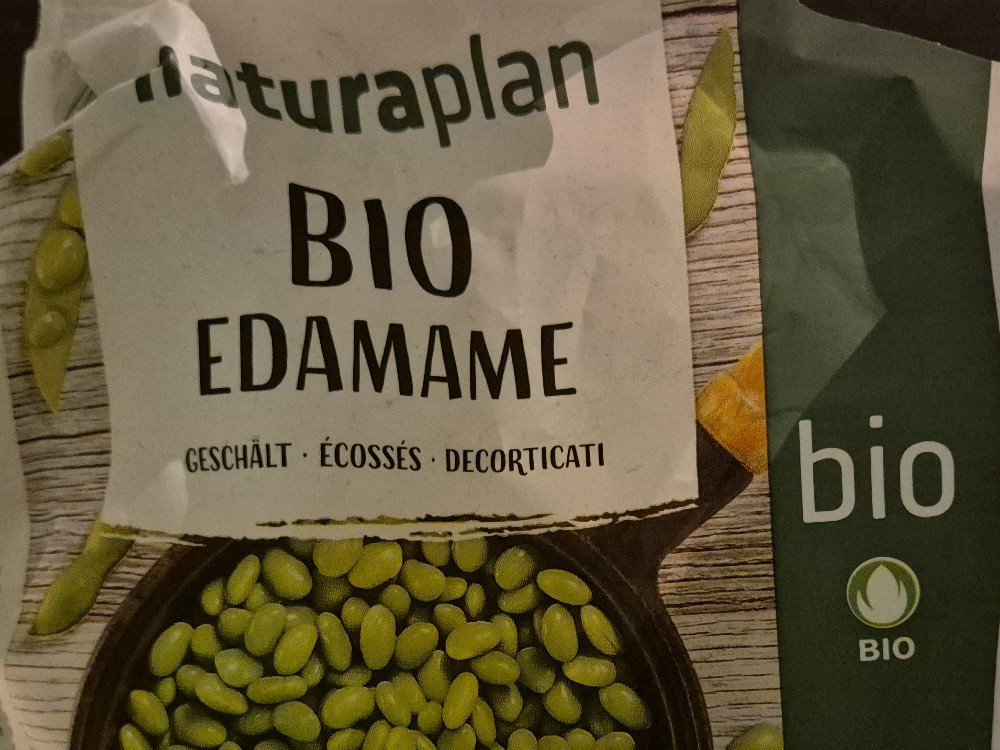 naturaplan
BIO
EDAMAME
GESCHÄLT · ÉCOSSÉS · DECORTICATI
bio
BIO